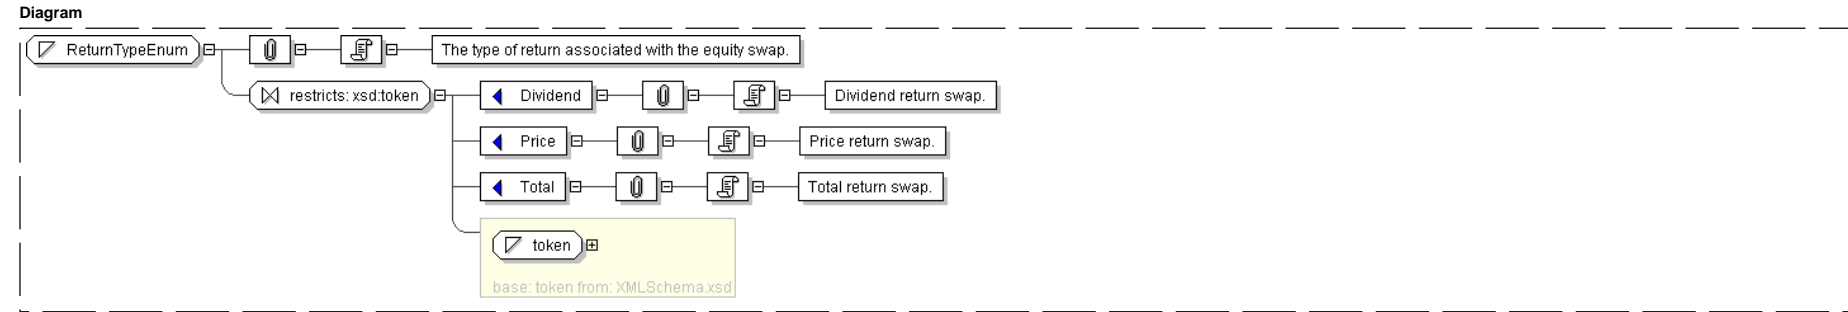 Diagram
ReturnTypeEnum The type of return associated with the equity swap.
restricts: xsd:token Dividend Dividend return swap.
Price Price return swap.
Total Total return swap.
token
base: token from: XMLSchema.xsd